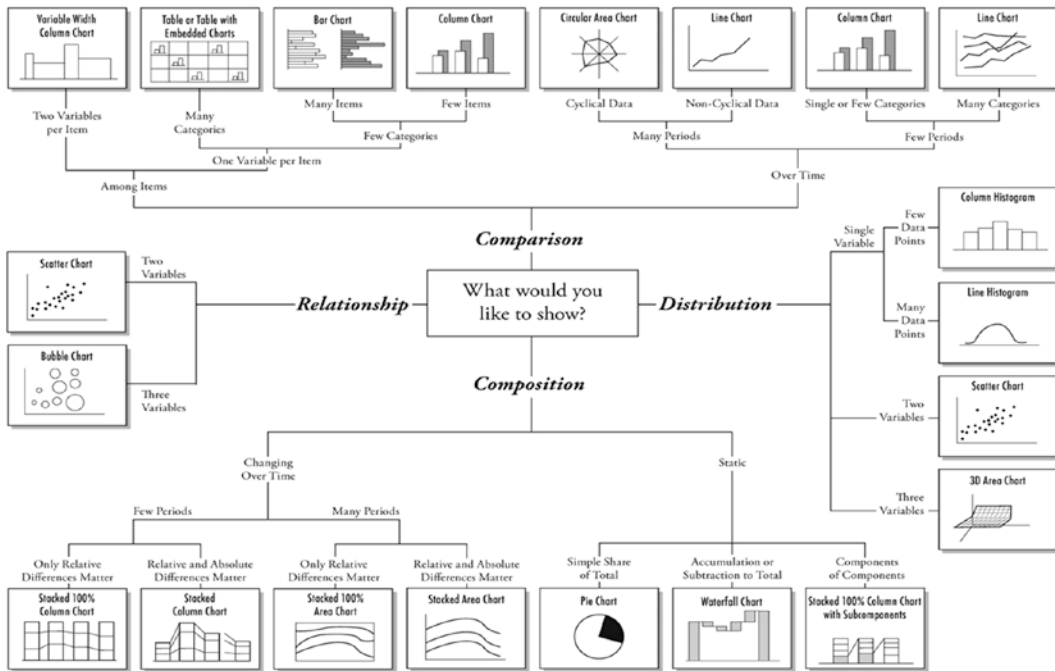 Variable Width
Column Chart
Table or Table with
Embedded Charts
Bar Chart
Column Chart
Circular Area Chart
Line Chart
Column Chart
Line Chart
Two Variables
per Item
Many
Categories
Many Items
Few Items
Cyclical Data
Non-Cyclical Data
Single or Few Categories
Many Categories
Few Categories
Many Periods
Few Periods
One Variable per Item
Among Items
Over Time
Comparison
What would you
like to show?
Relationship
Two
Variables
Scatter Chart
Bubble Chart
Three
Variables
Distribution
Single
Variable
Few
Data
Points
Column Histogram
Many
Data
Points
Line Histogram
Two
Variables
Scatter Chart
Three
Variables
3D Area Chart
Composition
Changing
Over Time
Static
Few Periods
Many Periods
Only Relative
Differences Matter
Relative and Absolute
Differences Matter
Only Relative
Differences Matter
Relative and Absolute
Differences Matter
Simple Share
of Total
Accumulation or
Subtraction to Total
Components
of Components
Stacked 100%
Column Chart
Stacked
Column Chart
Stacked 100%
Area Chart
Stacked Area Chart
Pie Chart
Waterfall Chart
Stacked 100% Column Chart
with Subcomponents